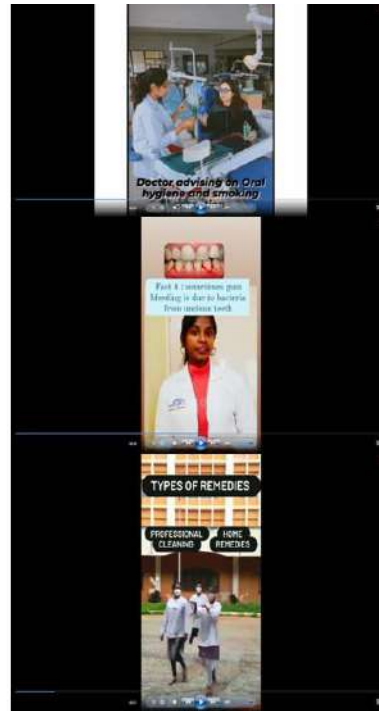 Doctor advising on Oral
hygiene and smoking
Fact 4 : sometimes gum
bleeding is due to bacteria
from unclean teeth
TYPES OF REMEDIES
PROFESSIONAL
CLEANING
HOME
REMEDIES